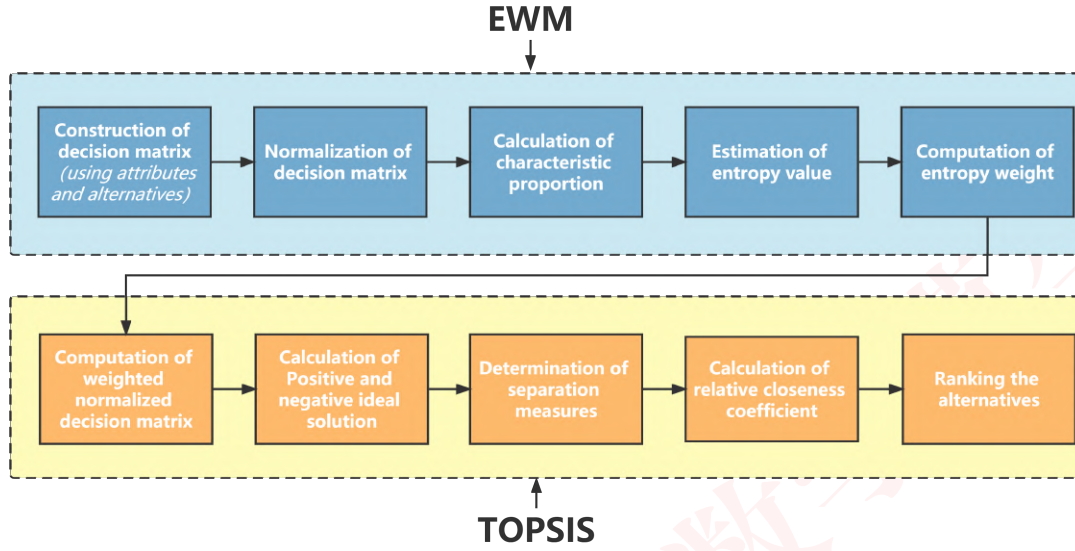 EWM
Construction of
decision matrix
(using attributes
and alternatives)
Normalization of
decision matrix
Calculation of
characteristic
proportion
Estimation of
entropy value
Computation of
entropy weight
Computation of
weighted
normalized
decision matrix
Calculation of
Positive and
negative ideal
solution
Determination of
separation
measures
Calculation of
relative closeness
coefficient
Ranking the
alternatives
TOPSIS